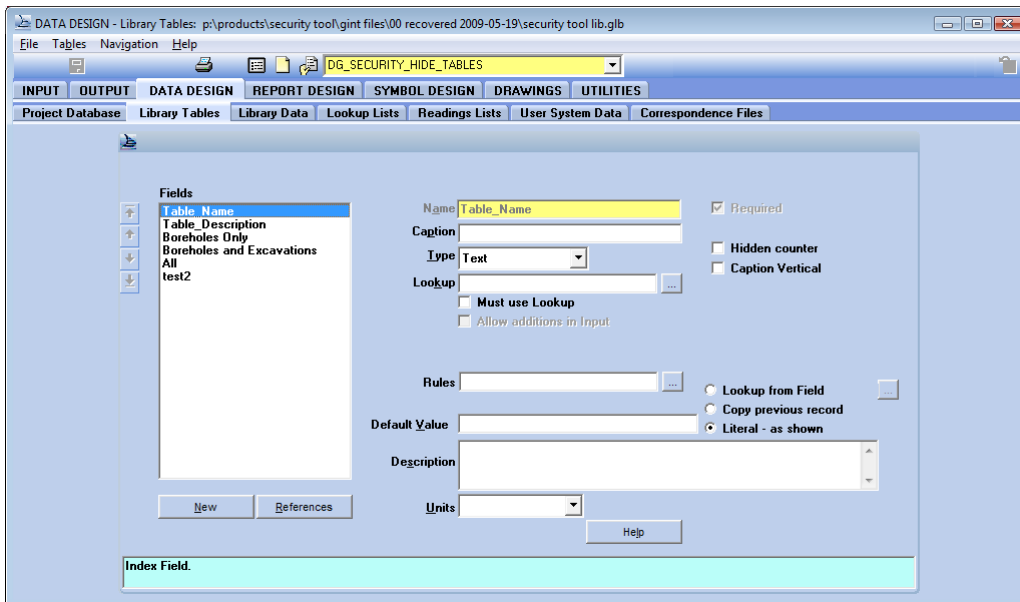 DATA DESIGN - Library Tables: p:\products\security tool\gint files\00 recovered 2009-05-19\security tool lib.glb
File Tables Navigation Help
DG_SECURITY_HIDE_TABLES
INPUT OUTPUT DATA DESIGN REPORT DESIGN SYMBOL DESIGN DRAWINGS UTILITIES
Project Database Library Tables Library Data Lookup Lists Readings Lists User System Data Correspondence Files
Fields
Table_Name
Table_Description
Boreholes Only
Boreholes and Excavations
All
test2
New References
Name Table_Name Required
Caption
Hidden counter
Type Text
Caption Vertical
Lookup ...
Must use Lookup
Allow additions in Input
Rules ... Lookup from Field ...
Copy previous record
Default Value Literal - as shown
Description
Units
Help
Index Field.